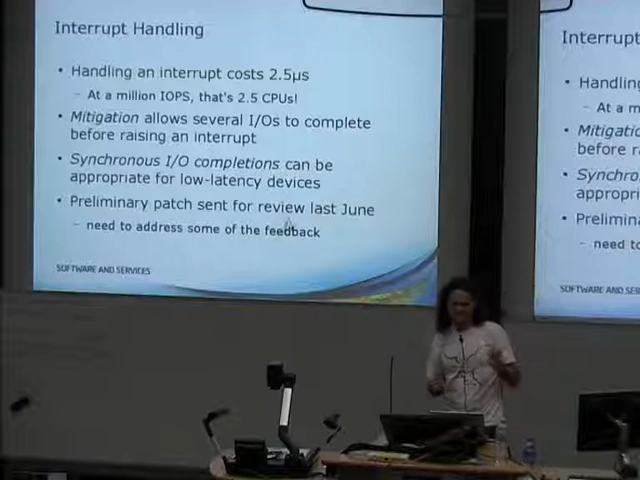 Interrupt Handling
• Handling an interrupt costs 2.5µs
– At a million IOPS, that's 2.5 CPUs!
• Mitigation allows several I/Os to complete
before raising an interrupt
• Synchronous I/O completions can be
appropriate for low-latency devices
• Preliminary patch sent for review last June
– need to address some of the feedback
SOFTWARE AND SERVICES
Interrupt
• Handling
– At a m
• Mitigatio
before r
• Synchro
appropri
• Prelimin
– need to
SOFTWARE AND SER